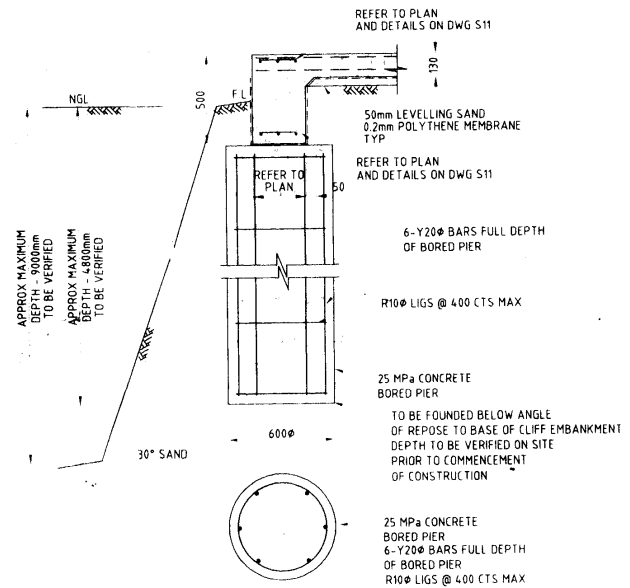 REFER TO PLAN
AND DETAILS ON DWG S11
130
500
NGL
FL
50mm LEVELLING SAND
0.2mm POLYTHENE MEMBRANE
TYP
REFER TO PLAN
AND DETAILS ON DWG S11
REFER TO
PLAN
50
6-Y20Ø BARS FULL DEPTH
OF BORED PIER
APPROX MAXIMUM
DEPTH - 9000mm
TO BE VERIFIED
APPROX MAXIMUM
DEPTH - 4800mm
TO BE VERIFIED
R10Ø LIGS @ 400 CTS MAX
25 MPa CONCRETE
BORED PIER
TO BE FOUNDED BELOW ANGLE
OF REPOSE TO BASE OF CLIFF EMBANKMENT
DEPTH TO BE VERIFIED ON SITE
PRIOR TO COMMENCEMENT
OF CONSTRUCTION
600Ø
30° SAND
25 MPa CONCRETE
BORED PIER
6-Y20Ø BARS FULL DEPTH
OF BORED PIER
R10Ø LIGS @ 400 CTS MAX